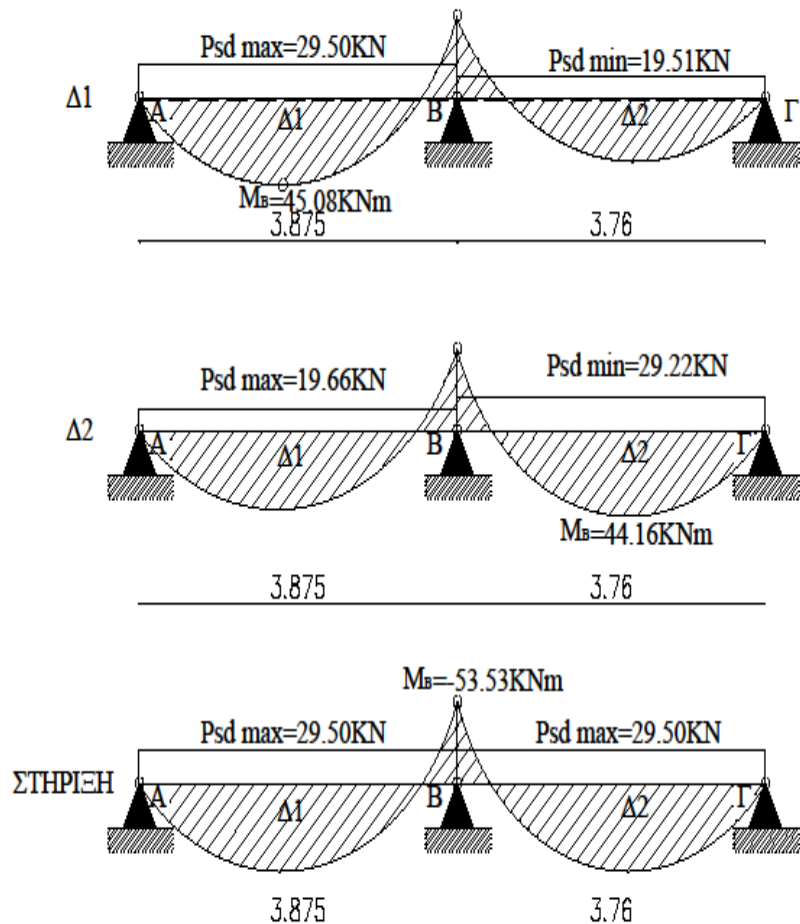 Psd max=29.50KN
Psd min=19.51KN
Δ1 A Δ1 B Δ2 Γ
MB=45.08KNm
3.875 3.76
Psd max=19.66KN
Psd min=29.22KN
Δ2 A Δ1 B Δ2 Γ
MB=44.16KNm
3.875 3.76
MB=-53.53KNm
Psd max=29.50KN Psd max=29.50KN
ΣΤΗΡΙΞΗ A Δ1 B Δ2 Γ
3.875 3.76